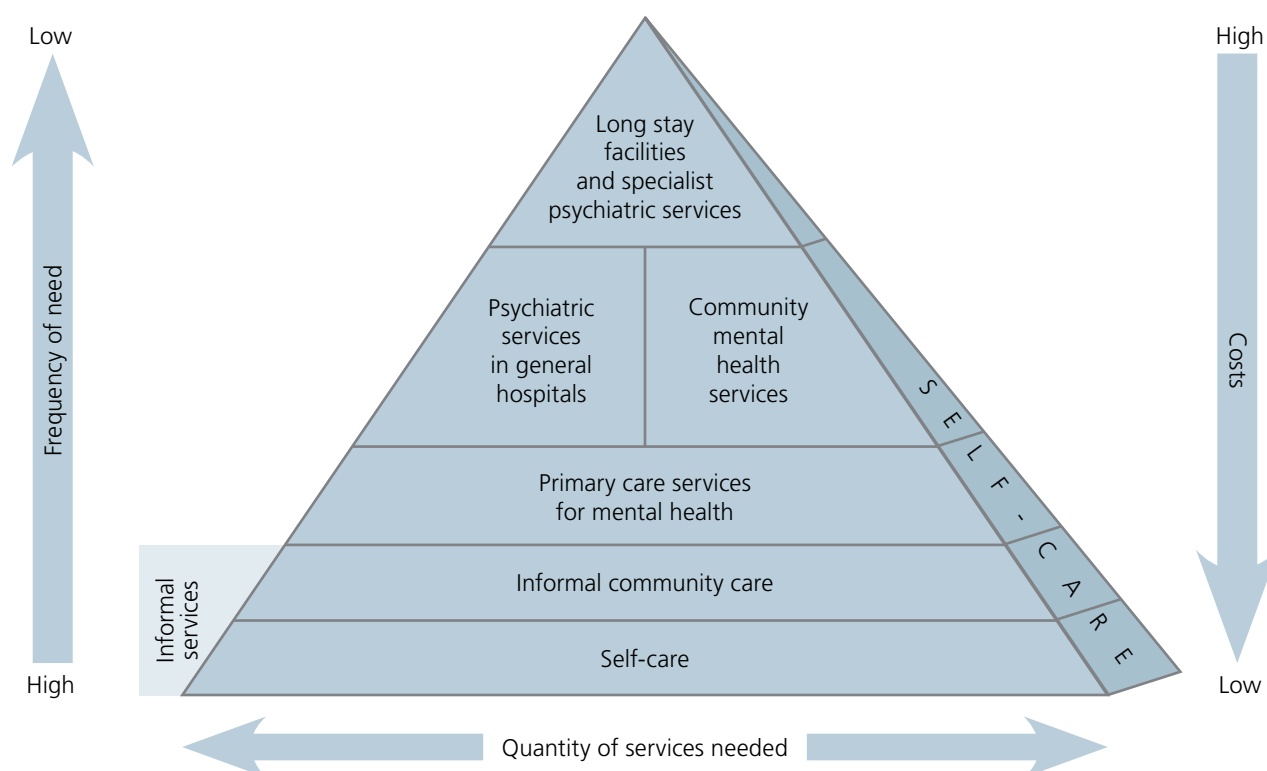 Low
High
Long stay
facilities
and specialist
psychiatric services
Frequency of need
Psychiatric
services
in general
hospitals
Community
mental
health
services
Costs
SELF-CARE
Primary care services
for mental health
Informal
services
Informal community care
Self-care
High
Low
Quantity of services needed